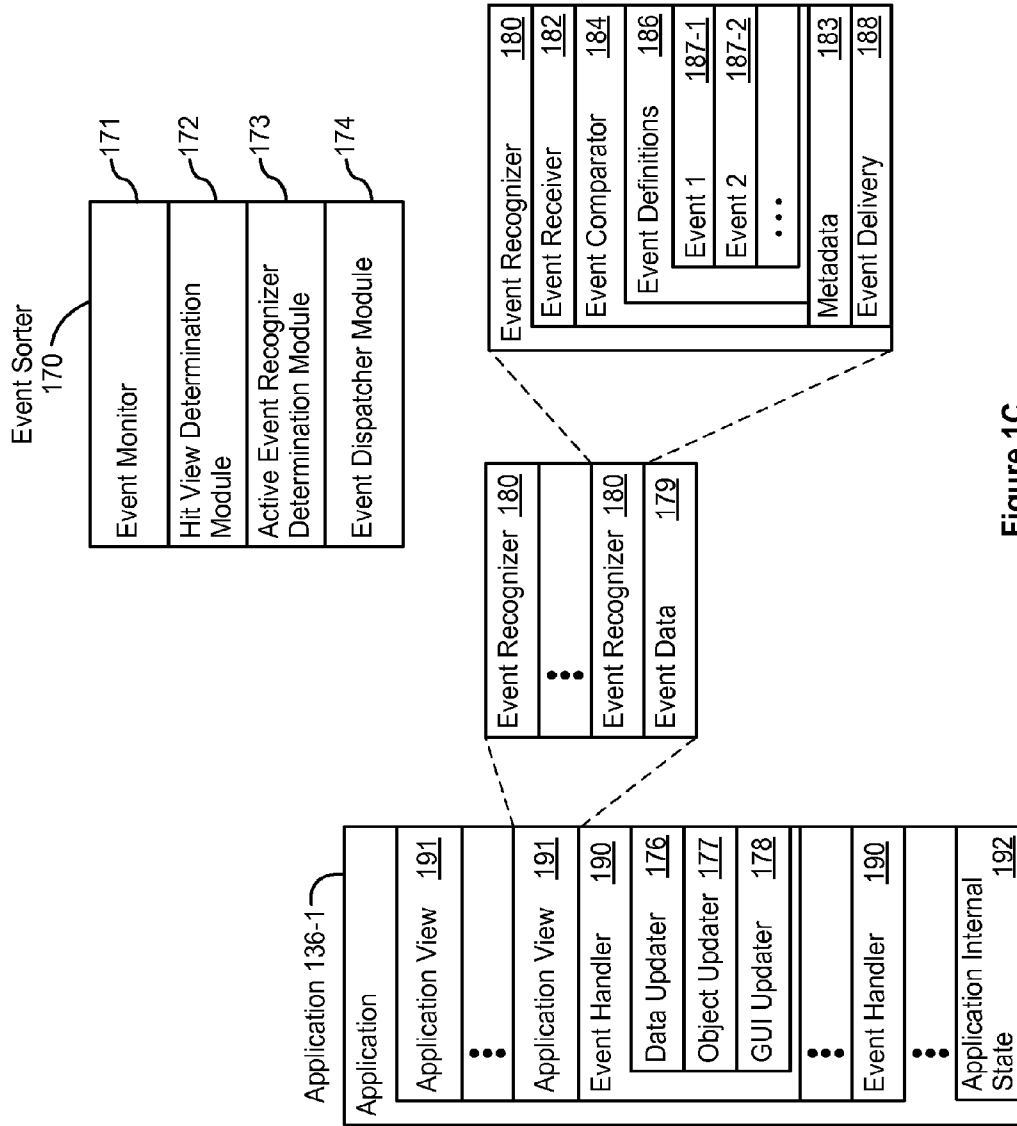 Event Sorter
170
Event Monitor
171
Hit View Determination
Module
172
Active Event Recognizer
Determination Module
173
Event Dispatcher Module
174
Application 136-1
Application
Application View 191
Application View 191
Event Handler 190
Data Updater 176
Object Updater 177
GUI Updater 178
Event Handler 190
Application Internal
State 192
Event Recognizer 180
Event Recognizer 180
Event Data 179
Event Recognizer 180
Event Receiver 182
Event Comparator 184
Event Definitions 186
Event 1 187-1
Event 2 187-2
Metadata 183
Event Delivery 188
Figure 1C